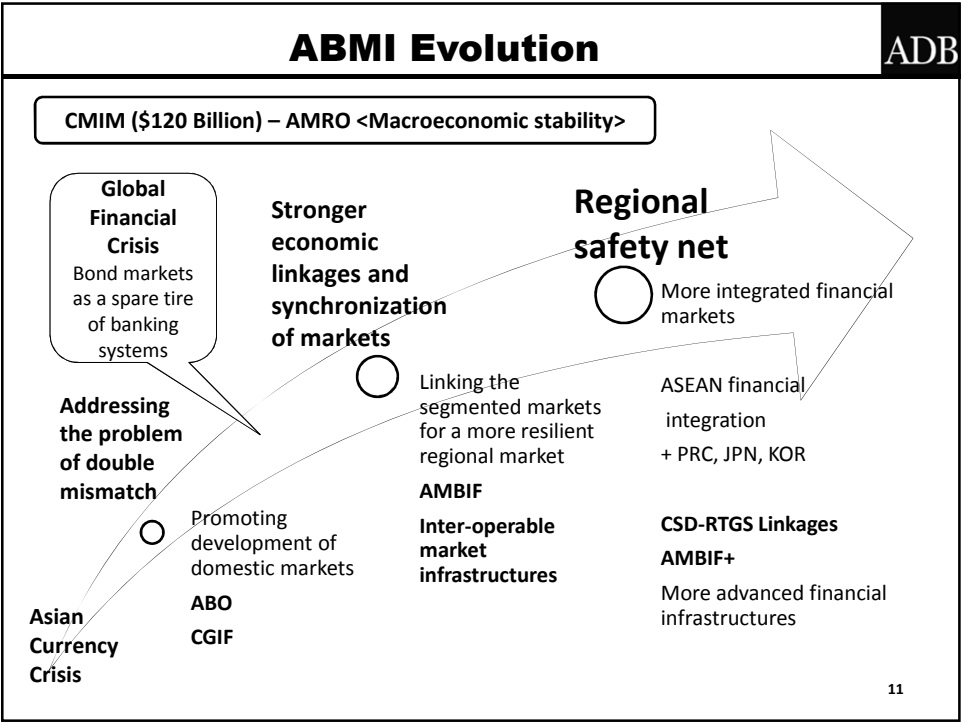 ABMI Evolution
ADB
CMIM ($120 Billion) – AMRO <Macroeconomic stability>
Global
Financial
Crisis
Bond markets
as a spare tire
of banking
systems
Stronger
economic
linkages and
synchronization
of markets
Regional
safety net
More integrated financial
markets
Addressing
the problem
of double
mismatch
Linking the
segmented markets
for a more resilient
regional market
AMBIF
Inter-operable
market
infrastructures
ASEAN financial
integration
+ PRC, JPN, KOR
CSD-RTGS Linkages
AMBIF+
More advanced financial
infrastructures
Promoting
development of
domestic markets
ABO
CGIF
Asian
Currency
Crisis
11